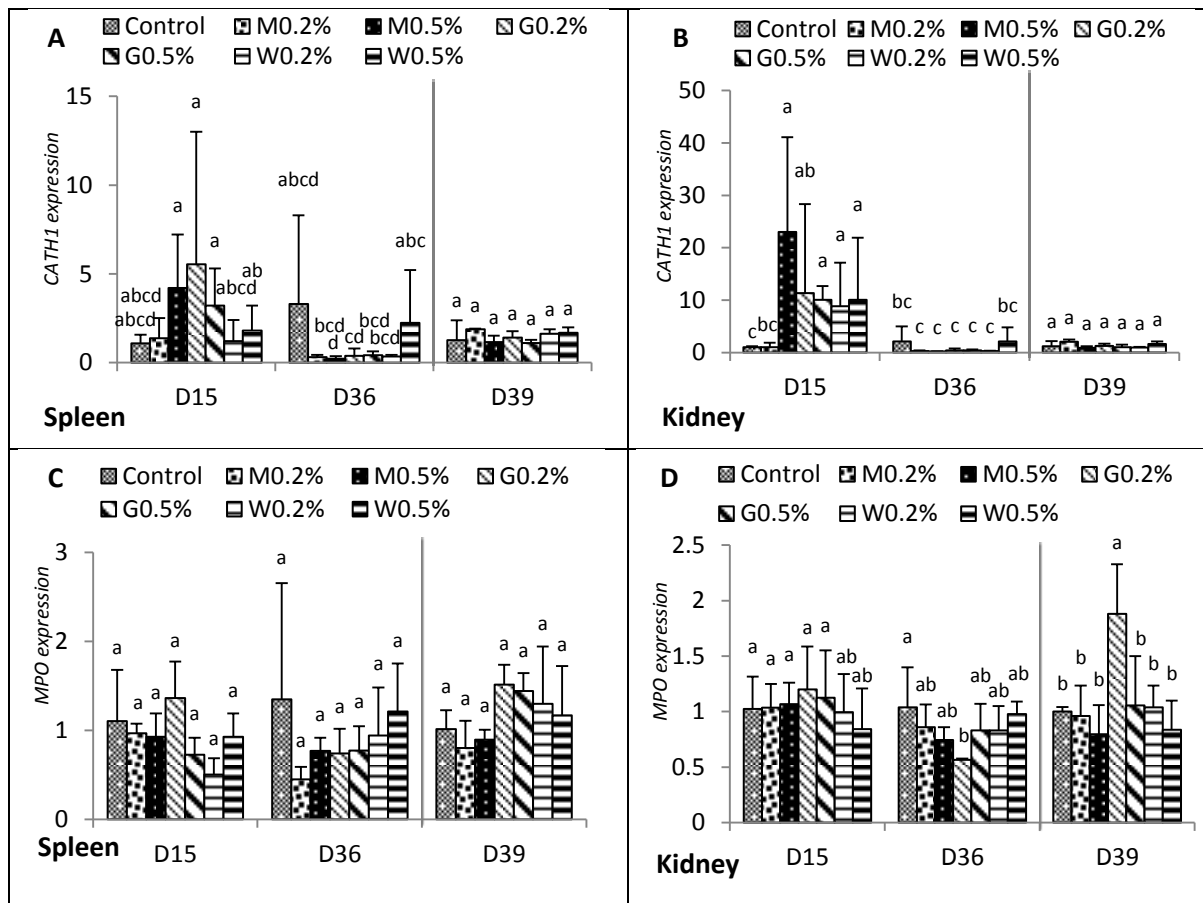 A
Control M0.2% M0.5% G0.2%
G0.5% W0.2% W0.5%
15
10
5
0
CATH1 expression
abcd
abcd
a
a
a
abcd
ab
abcd
bcd
d
cd
bcd
bcd
abc
a a a a a a a
D15 D36 D39
Spleen
B
Control M0.2% M0.5% G0.2%
G0.5% W0.2% W0.5%
50
40
30
20
10
0
CATH1 expression
c bc a ab a a a
bc c c c c c bc
a a a a a a a
D15 D36 D39
Kidney
C
Control M0.2% M0.5% G0.2%
G0.5% W0.2% W0.5%
3
2
1
0
MPO expression
a a a a a a a
a a a a a a a
a a a a a a a
D15 D36 D39
Spleen
D
Control M0.2% M0.5% G0.2%
G0.5% W0.2% W0.5%
2.5
2
1.5
1
0.5
0
MPO expression
a a a a a ab ab
a ab ab b ab ab ab
b b b a b b b
D15 D36 D39
Kidney